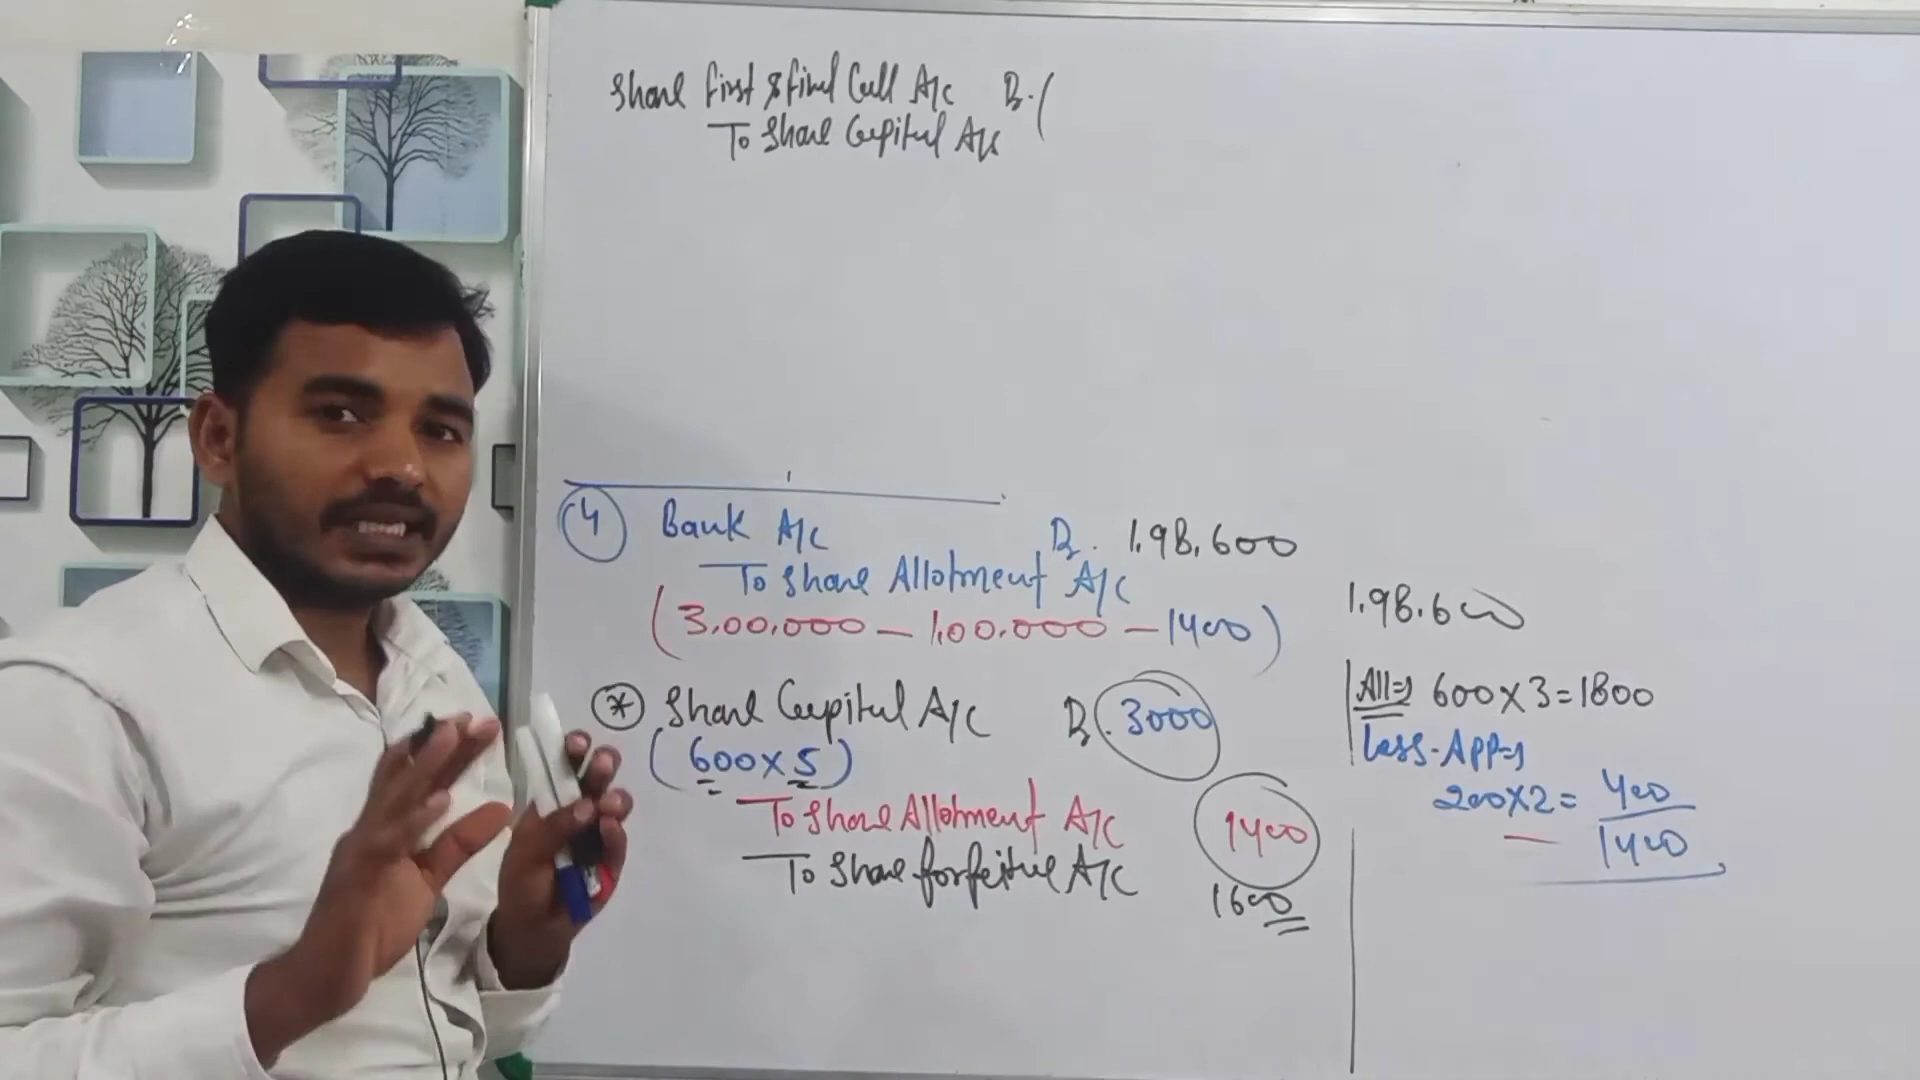 Share first & final Call A/c Dr. (
To Share Capital A/c
4 Bank A/c Dr. 1,98,600
To Share Allotment A/c
(3,00,000 - 1,00,000 - 1400)
* Share Capital A/C Dr. 3000
(600×5)
To Share Allotment A/C 1400
To Share forfeiture A/C 1600
1,98,600
All⇒ 600×3=1800
Less-App⇒
200×2= 400
1400